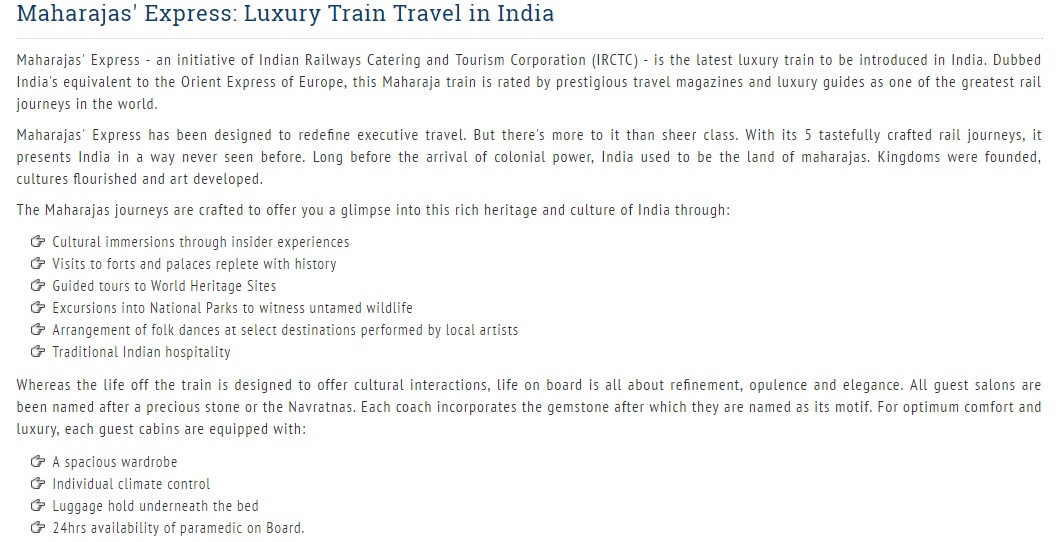 Maharajas' Express: Luxury Train Travel in India
Maharajas' Express - an initiative of Indian Railways Catering and Tourism Corporation (IRCTC) - is the latest luxury train to be introduced in India. Dubbed
India's equivalent to the Orient Express of Europe, this Maharaja train is rated by prestigious travel magazines and luxury guides as one of the greatest rail
journeys in the world.
Maharajas' Express has been designed to redefine executive travel. But there's more to it than sheer class. With its 5 tastefully crafted rail journeys, it
presents India in a way never seen before. Long before the arrival of colonial power, India used to be the land of maharajas. Kingdoms were founded,
cultures flourished and art developed.
The Maharajas journeys are crafted to offer you a glimpse into this rich heritage and culture of India through:
Cultural immersions through insider experiences
Visits to forts and palaces replete with history
Guided tours to World Heritage Sites
Excursions into National Parks to witness untamed wildlife
Arrangement of folk dances at select destinations performed by local artists
Traditional Indian hospitality
Whereas the life off the train is designed to offer cultural interactions, life on board is all about refinement, opulence and elegance. All guest salons are
been named after a precious stone or the Navratnas. Each coach incorporates the gemstone after which they are named as its motif. For optimum comfort and
luxury, each guest cabins are equipped with:
A spacious wardrobe
Individual climate control
Luggage hold underneath the bed
24hrs availability of paramedic on Board.